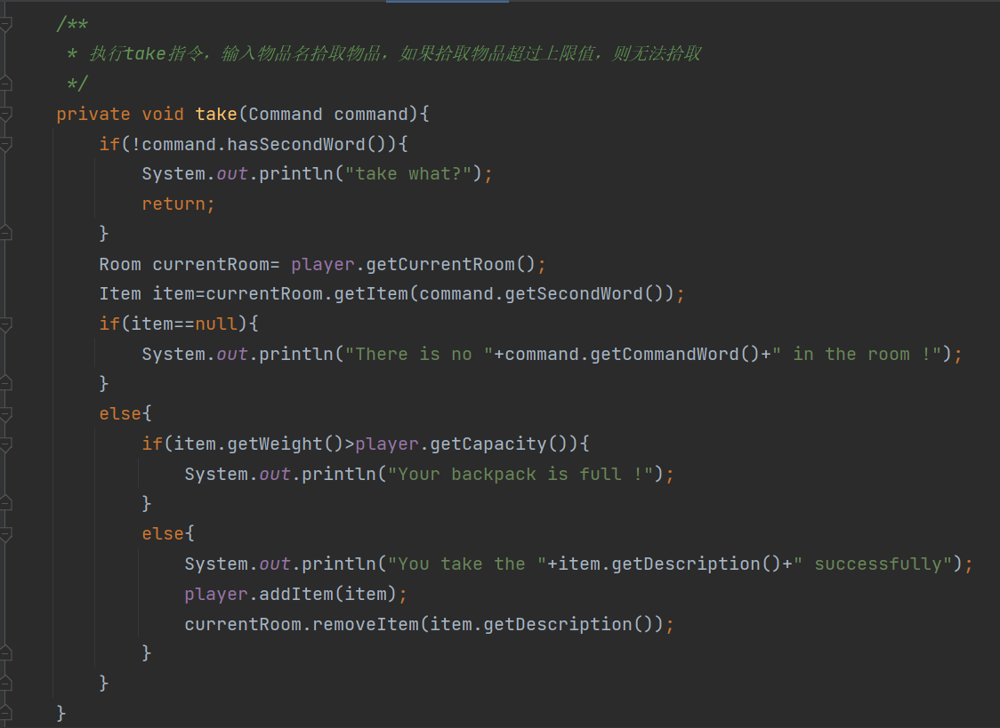 /**
 * 执行take指令，输入物品名拾取物品，如果拾取物品超过上限值，则无法拾取
 */
private void take(Command command){
    if(!command.hasSecondWord()){
        System.out.println("take what?");
        return;
    }
    Room currentRoom= player.getCurrentRoom();
    Item item=currentRoom.getItem(command.getSecondWord());
    if(item==null){
        System.out.println("There is no "+command.getCommandWord()+" in the room !");
    }
    else{
        if(item.getWeight()>player.getCapacity()){
            System.out.println("Your backpack is full !");
        }
        else{
            System.out.println("You take the "+item.getDescription()+" successfully");
            player.addItem(item);
            currentRoom.removeItem(item.getDescription());
        }
    }
}